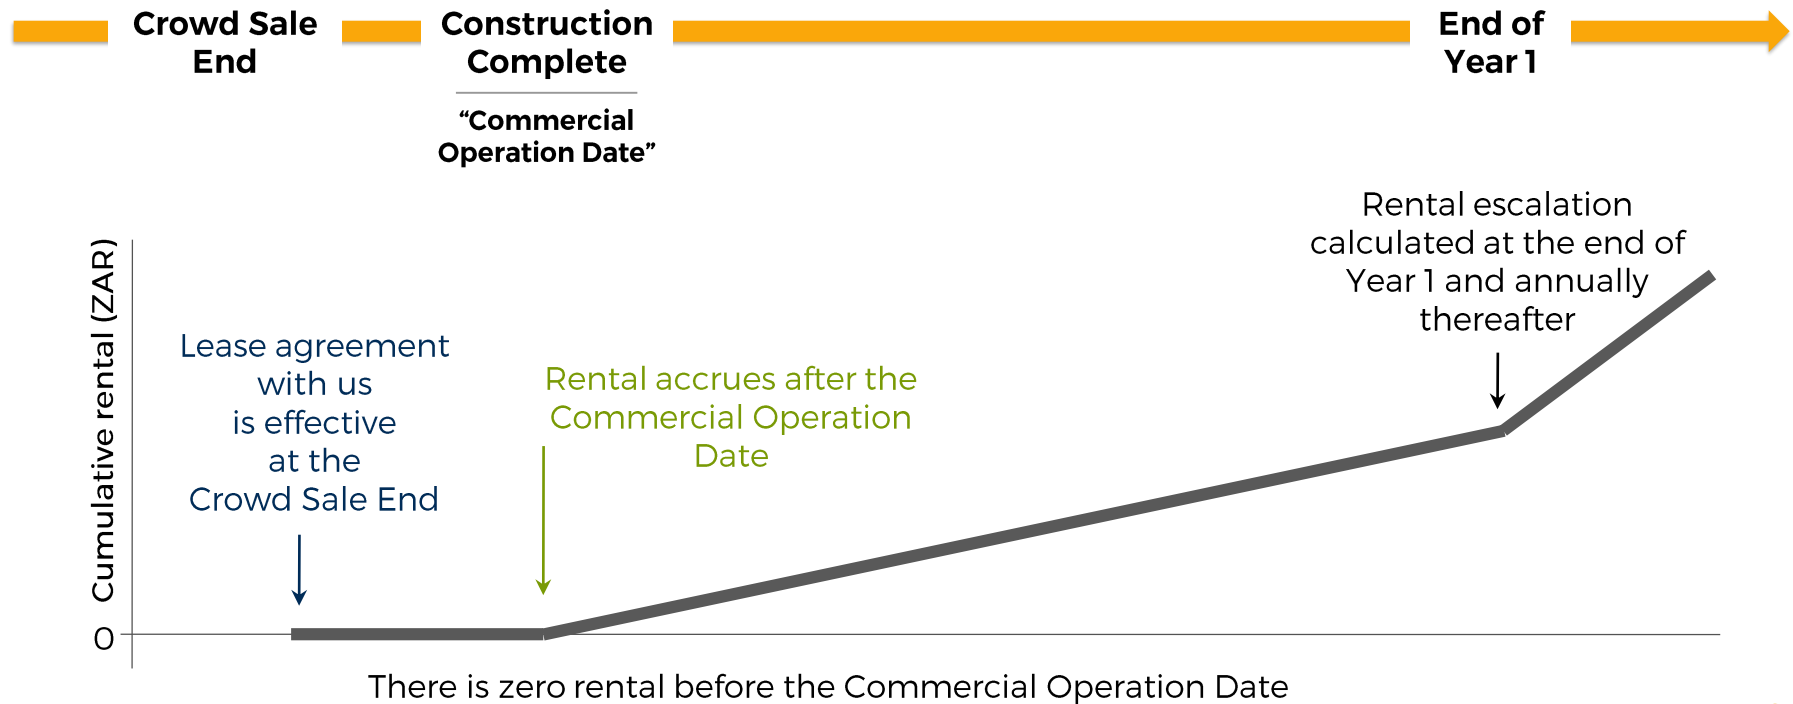 Crowd Sale
End
Construction
Complete
“Commercial
Operation Date”
End of
Year 1
Rental escalation
calculated at the end of
Year 1 and annually
thereafter
Cumulative rental (ZAR)
Lease agreement
with us
is effective
at the
Crowd Sale End
Rental accrues after the
Commercial Operation
Date
0
There is zero rental before the Commercial Operation Date